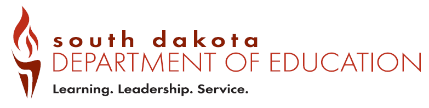 south dakota
DEPARTMENT OF EDUCATION
Learning. Leadership. Service.